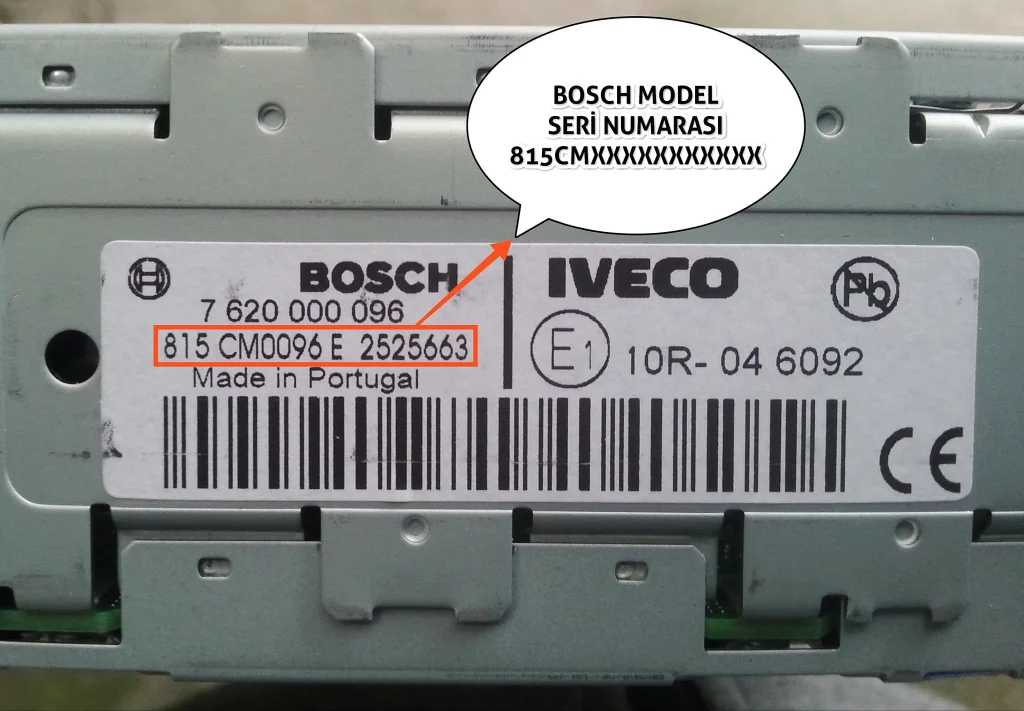 BOSCH MODEL
SERİ NUMARASI
815CMXXXXXXXXXXX
BOSCH
7 620 000 096
815 CM0096 E 2525663
Made in Portugal
IVECO
Pb
E1
10R- 04 6092
CE